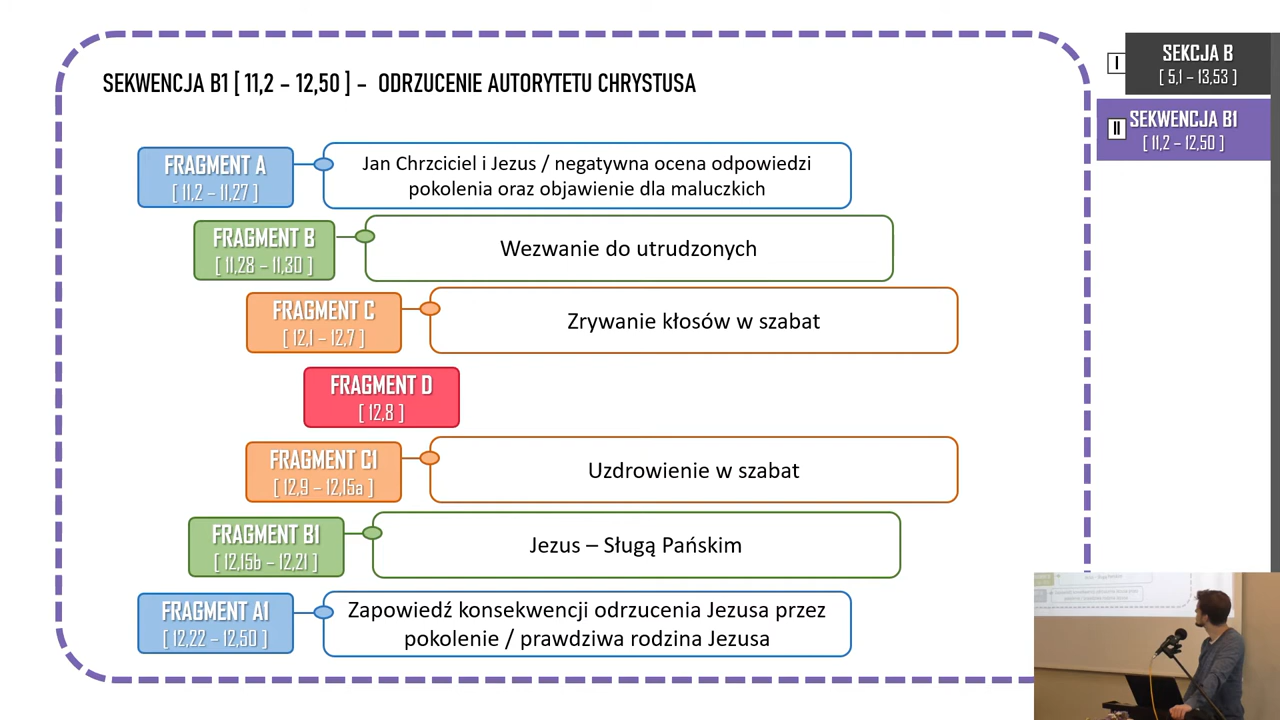 SEKWENCJA B1 [ 11,2 – 12,50 ] – ODRZUCENIE AUTORYTETU CHRYSTUSA
FRAGMENT A
[ 11,2 – 11,27 ]
Jan Chrzciciel i Jezus / negatywna ocena odpowiedzi
pokolenia oraz objawienie dla maluczkich
FRAGMENT B
[ 11,28 – 11,30 ]
Wezwanie do utrudzonych
FRAGMENT C
[ 12,1 – 12,7 ]
Zrywanie kłosów w szabat
FRAGMENT D
[ 12,8 ]
FRAGMENT C1
[ 12,9 – 12,15a ]
Uzdrowienie w szabat
FRAGMENT B1
[ 12,15b – 12,21 ]
Jezus – Sługą Pańskim
FRAGMENT A1
[ 12,22 – 12,50 ]
Zapowiedź konsekwencji odrzucenia Jezusa przez
pokolenie / prawdziwa rodzina Jezusa
I
SEKCJA B
[ 5,1 – 13,53 ]
II
SEKWENCJA B1
[ 11,2 – 12,50 ]